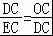 DC/EC = OC/DC